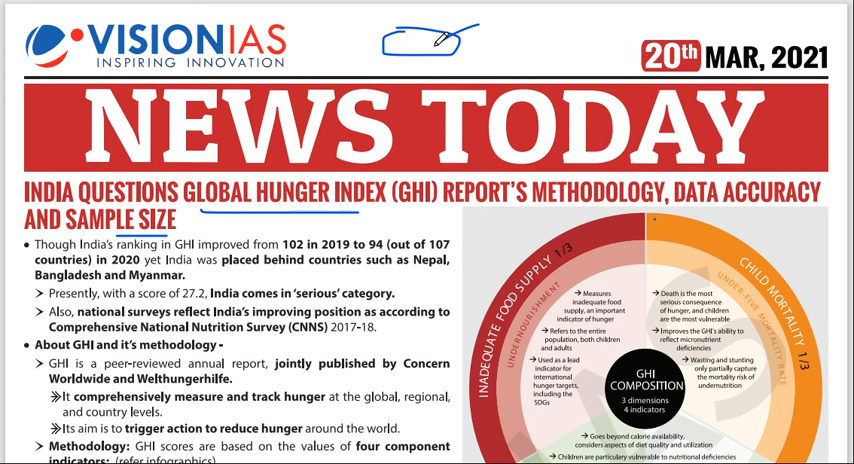 VISIONIAS
INSPIRING INNOVATION
20th MAR, 2021
NEWS TODAY
INDIA QUESTIONS GLOBAL HUNGER INDEX (GHI) REPORT'S METHODOLOGY, DATA ACCURACY
AND SAMPLE SIZE
• Though India's ranking in GHI improved from 102 in 2019 to 94 (out of 107
countries) in 2020 yet India was placed behind countries such as Nepal,
Bangladesh and Myanmar.
➤ Presently, with a score of 27.2, India comes in 'serious' category.
➤ Also, national surveys reflect India's improving position as according to
Comprehensive National Nutrition Survey (CNNS) 2017-18.
• About GHI and it's methodology -
➤ GHI is a peer-reviewed annual report, jointly published by Concern
Worldwide and Welthungerhilfe.
⨠ It comprehensively measure and track hunger at the global, regional,
and country levels.
⨠ Its aim is to trigger action to reduce hunger around the world.
➤ Methodology: GHI scores are based on the values of four component
indicators: (refer infographics)
INADEQUATE FOOD SUPPLY 1/3
UNDERNOURISHMENT
➔ Measures
inadequate food
supply, an important
indicator of hunger
➔ Refers to the entire
population, both children
and adults
➔ Used as a lead
indicator for
international
hunger targets,
including the
SDGs
CHILD MORTALITY 1/3
UNDER-FIVE MORTALITY RATE
➔ Death is the most
serious consequence
of hunger, and children
are the most vulnerable
➔ Improves the GHI's ability to
reflect micronutrient
deficiencies
➔ Wasting and stunting
only partially capture
the mortality risk of
undernutrition
GHI
COMPOSITION
3 dimensions
4 indicators
➔ Goes beyond calorie availability,
considers aspects of diet quality and utilization
➔ Children are particulary vulnerable to nutritional deficiencies